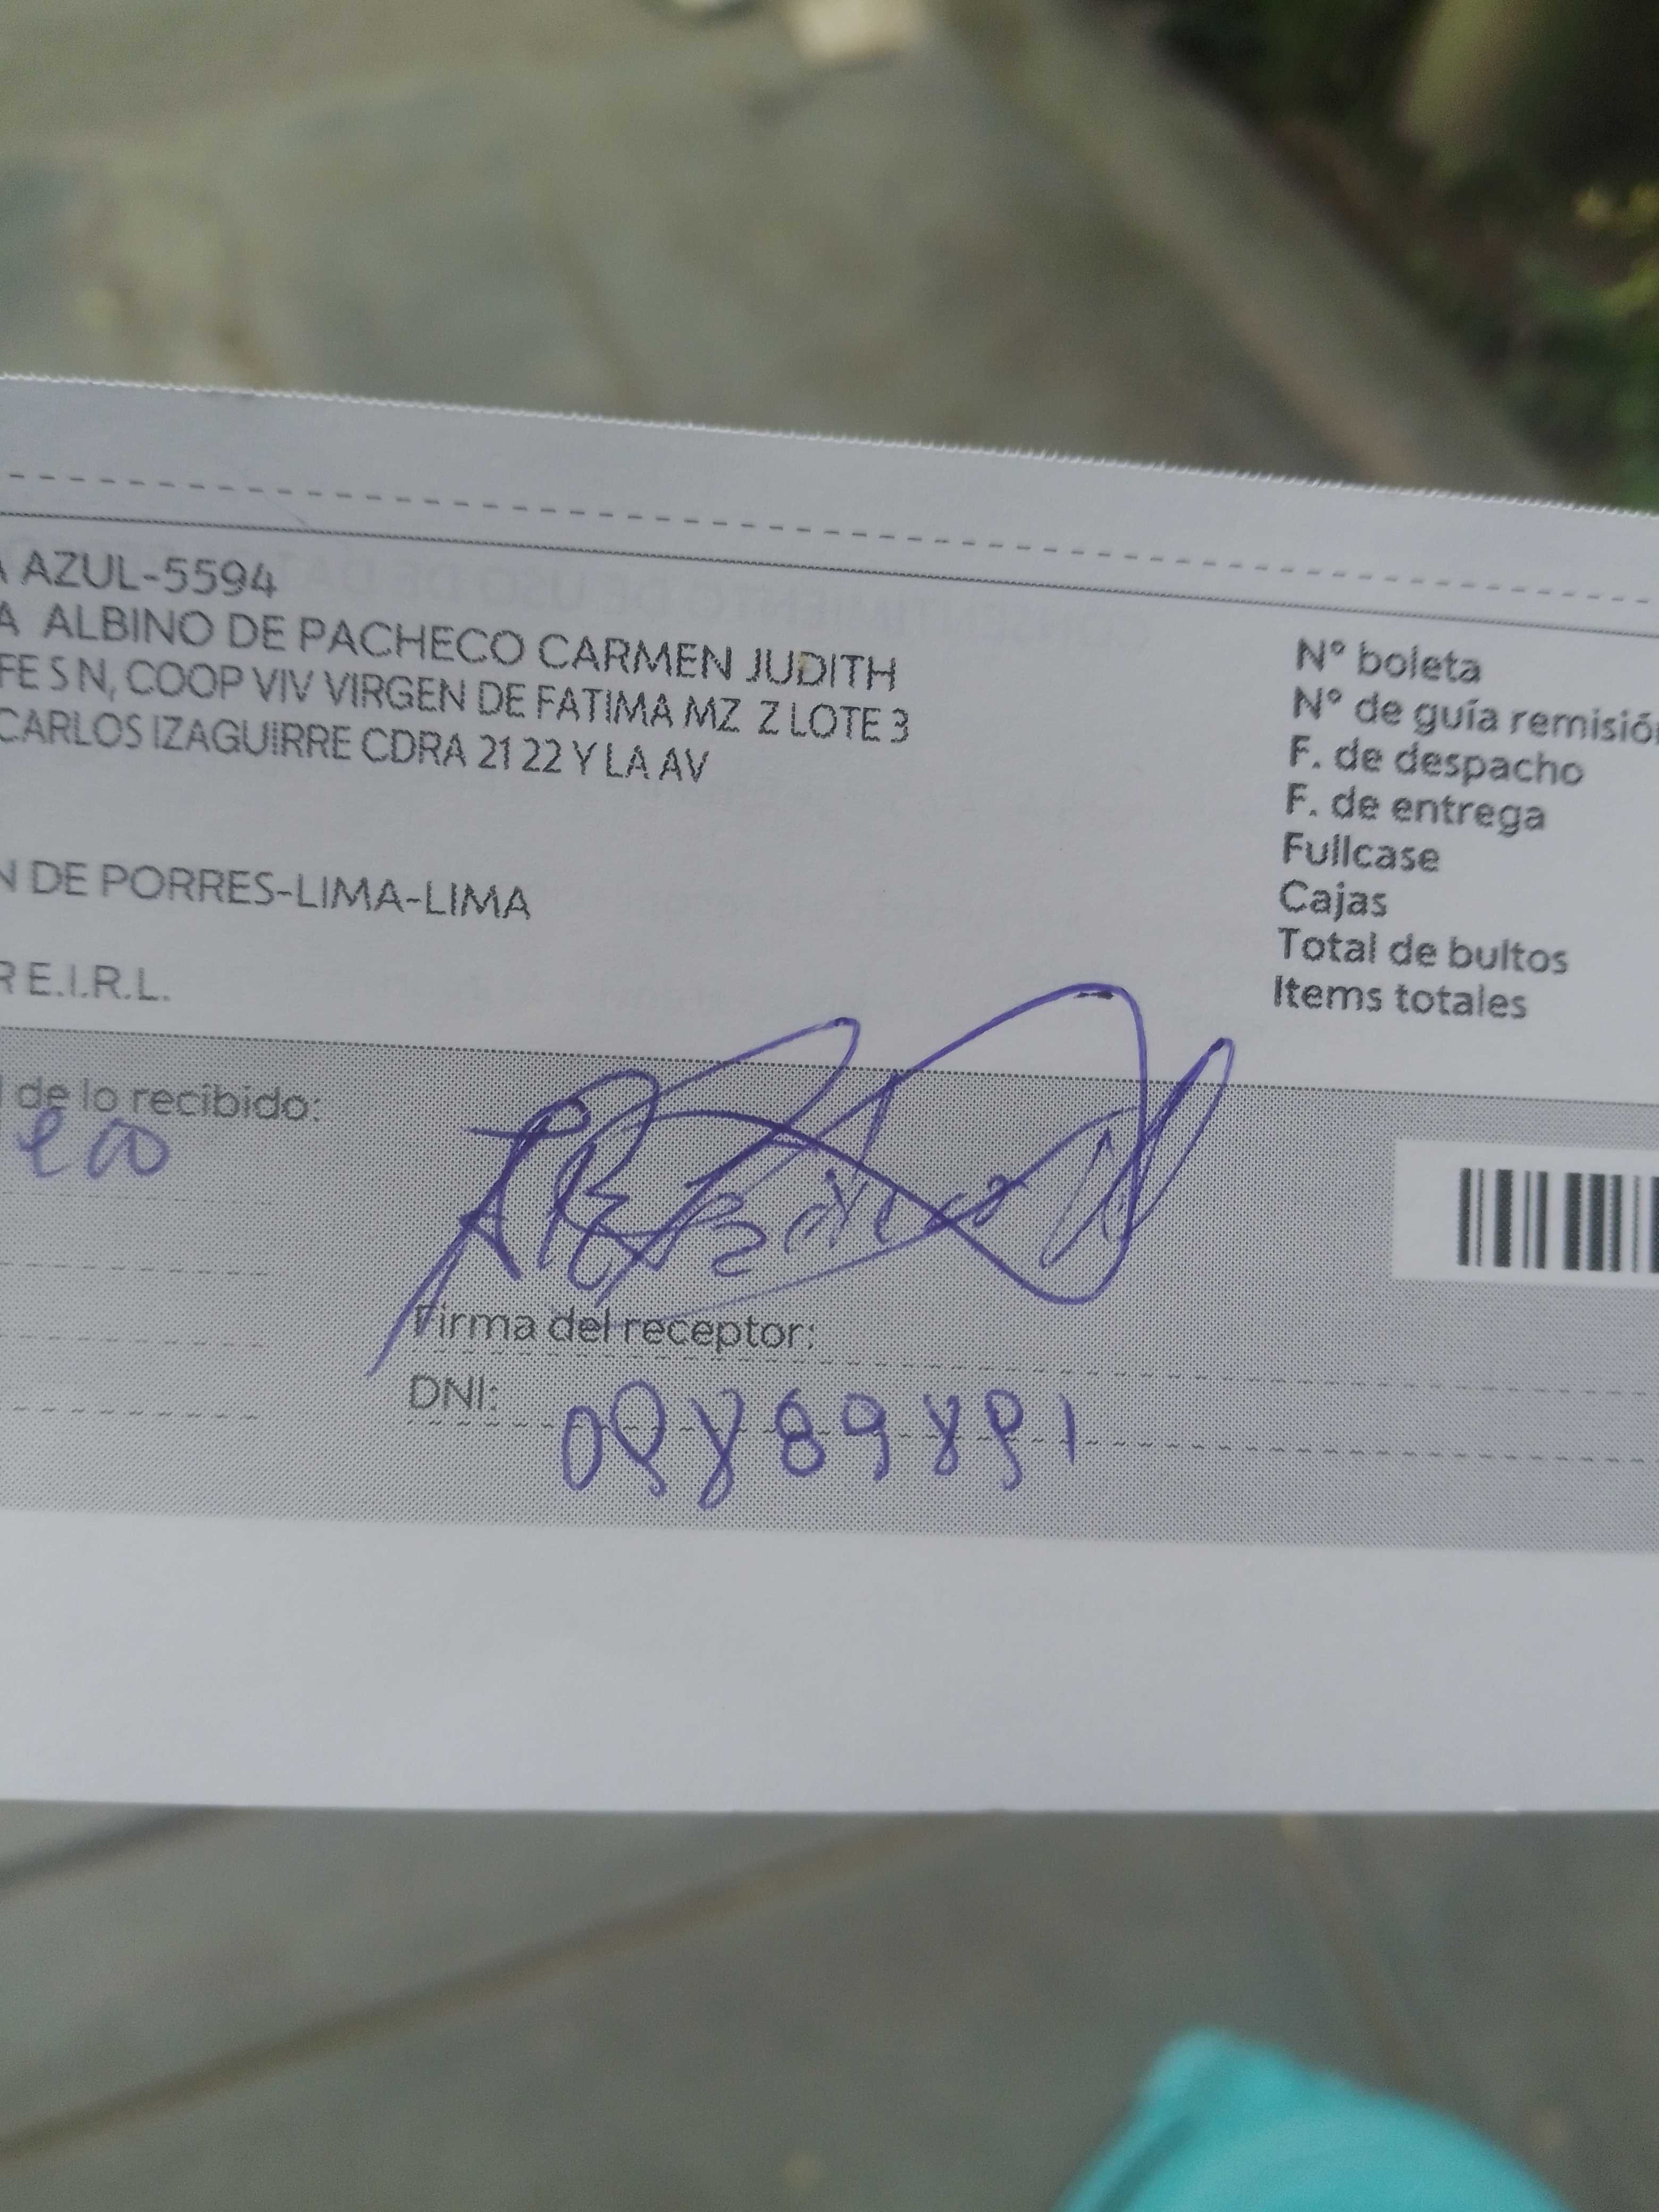 A AZUL-5594
A ALBINO DE PACHECO CARMEN JUDITH
FE S N, COOP VIV VIRGEN DE FATIMA MZ Z LOTE 3
CARLOS IZAGUIRRE CDRA 21 22 Y LA AV
N DE PORRES-LIMA-LIMA
R E.I.R.L.
N° boleta
N° de guía remisión
F. de despacho
F. de entrega
Fullcase
Cajas
Total de bultos
Items totales
l de lo recibido:
Firma del receptor:
DNI: